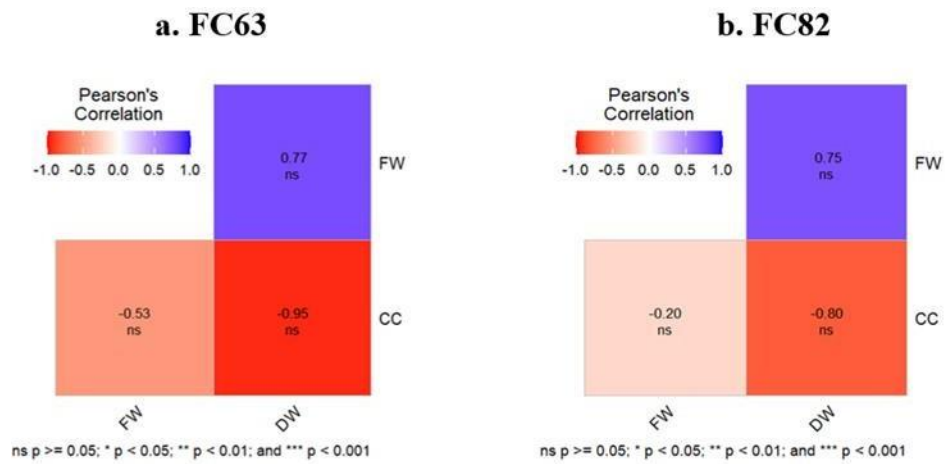 a. FC63
Pearson's
Correlation
-1.0 -0.5 0.0 0.5 1.0
0.77
ns
FW
-0.53
ns
-0.95
ns
CC
FW
DW
ns p >= 0.05; * p < 0.05; ** p < 0.01; and *** p < 0.001
b. FC82
Pearson's
Correlation
-1.0 -0.5 0.0 0.5 1.0
0.75
ns
FW
-0.20
ns
-0.80
ns
CC
FW
DW
ns p >= 0.05; * p < 0.05; ** p < 0.01; and *** p < 0.001